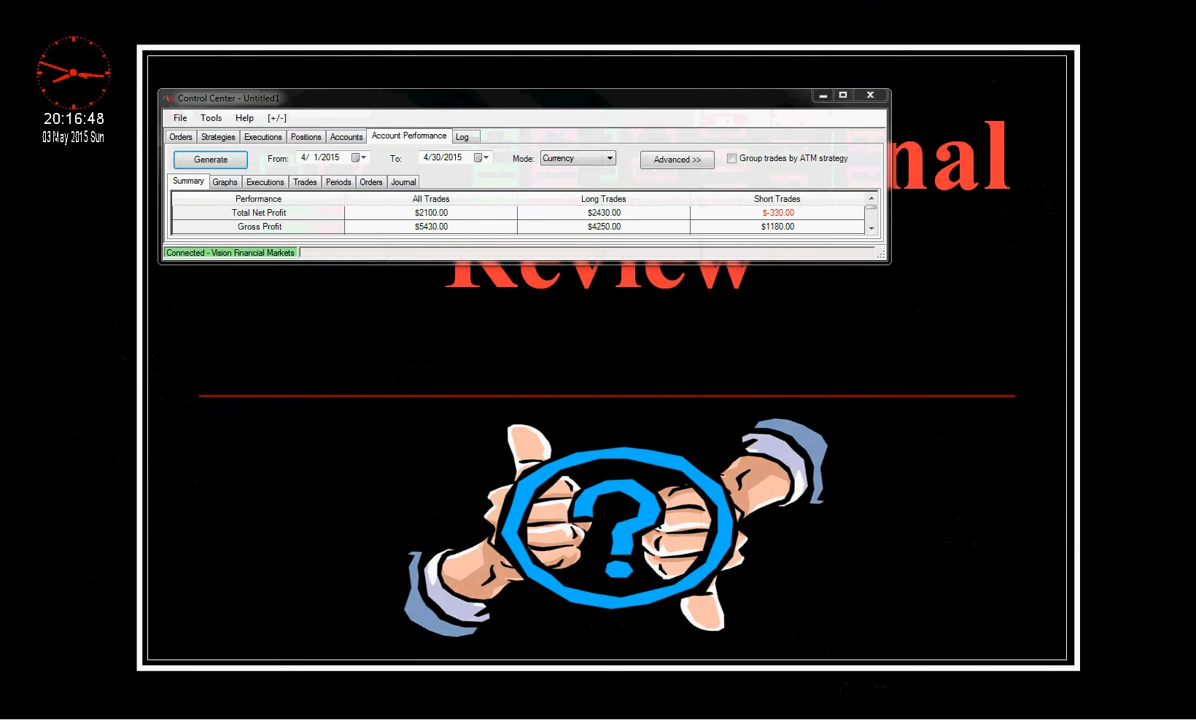 20:16:48
03 May 2015 Sun
Control Center - Untitled1
File Tools Help [+/-]
Orders Strategies Executions Positions Accounts Account Performance Log
Generate From: 4/ 1/2015 To: 4/30/2015 Mode: Currency Advanced >> Group trades by ATM strategy
Summary Graphs Executions Trades Periods Orders Journal
Performance All Trades Long Trades Short Trades
Total Net Profit $2100.00 $2430.00 $-330.00
Gross Profit $5430.00 $4250.00 $1180.00
Connected - Vision Financial Markets
nal
Review
?